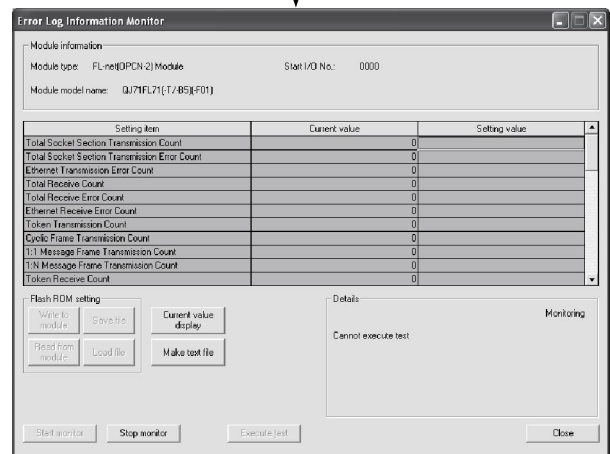 Error Log Information Monitor
Module information
Module type: FL-net(OPCN-2) Module Start I/O No.: 0000
Module model name: QJ71FL71(-T/-B5)(-F01)
Setting item Current value Setting value
Total Socket Section Transmission Count 0
Total Socket Section Transmission Error Count 0
Ethernet Transmission Error Count 0
Total Receive Count 0
Total Receive Error Count 0
Ethernet Receive Error Count 0
Token Transmission Count 0
Cyclic Frame Transmission Count 0
1:1 Message Frame Transmission Count 0
1:N Message Frame Transmission Count 0
Token Receive Count 0
Flash ROM setting
Write to module
Save file
Current value display
Read from module
Load file
Make text file
Details
Monitoring
Cannot execute test
Start monitor
Stop monitor
Execute test
Close